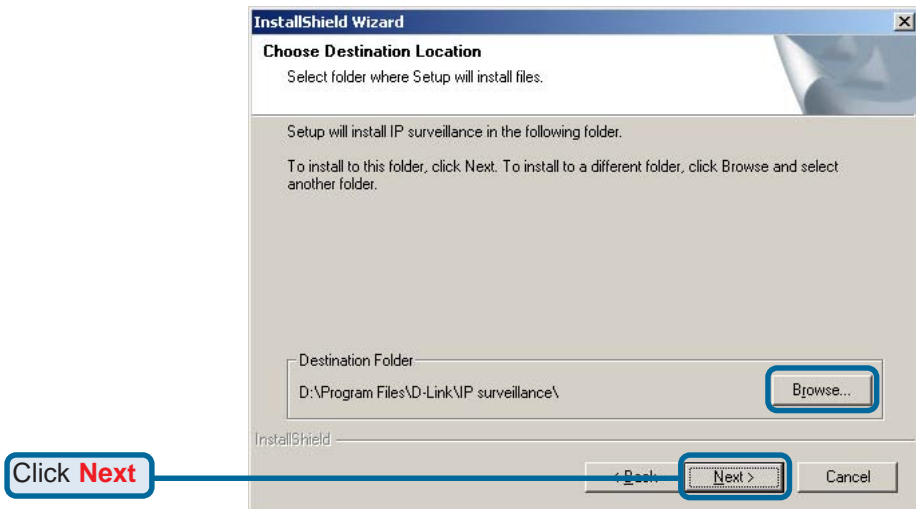 InstallShield Wizard
Choose Destination Location
Select folder where Setup will install files.
Setup will install IP surveillance in the following folder.
To install to this folder, click Next. To install to a different folder, click Browse and select
another folder.
Destination Folder
D:\Program Files\D-Link\IP surveillance\
Browse...
InstallShield
Click Next
< Back
Next >
Cancel